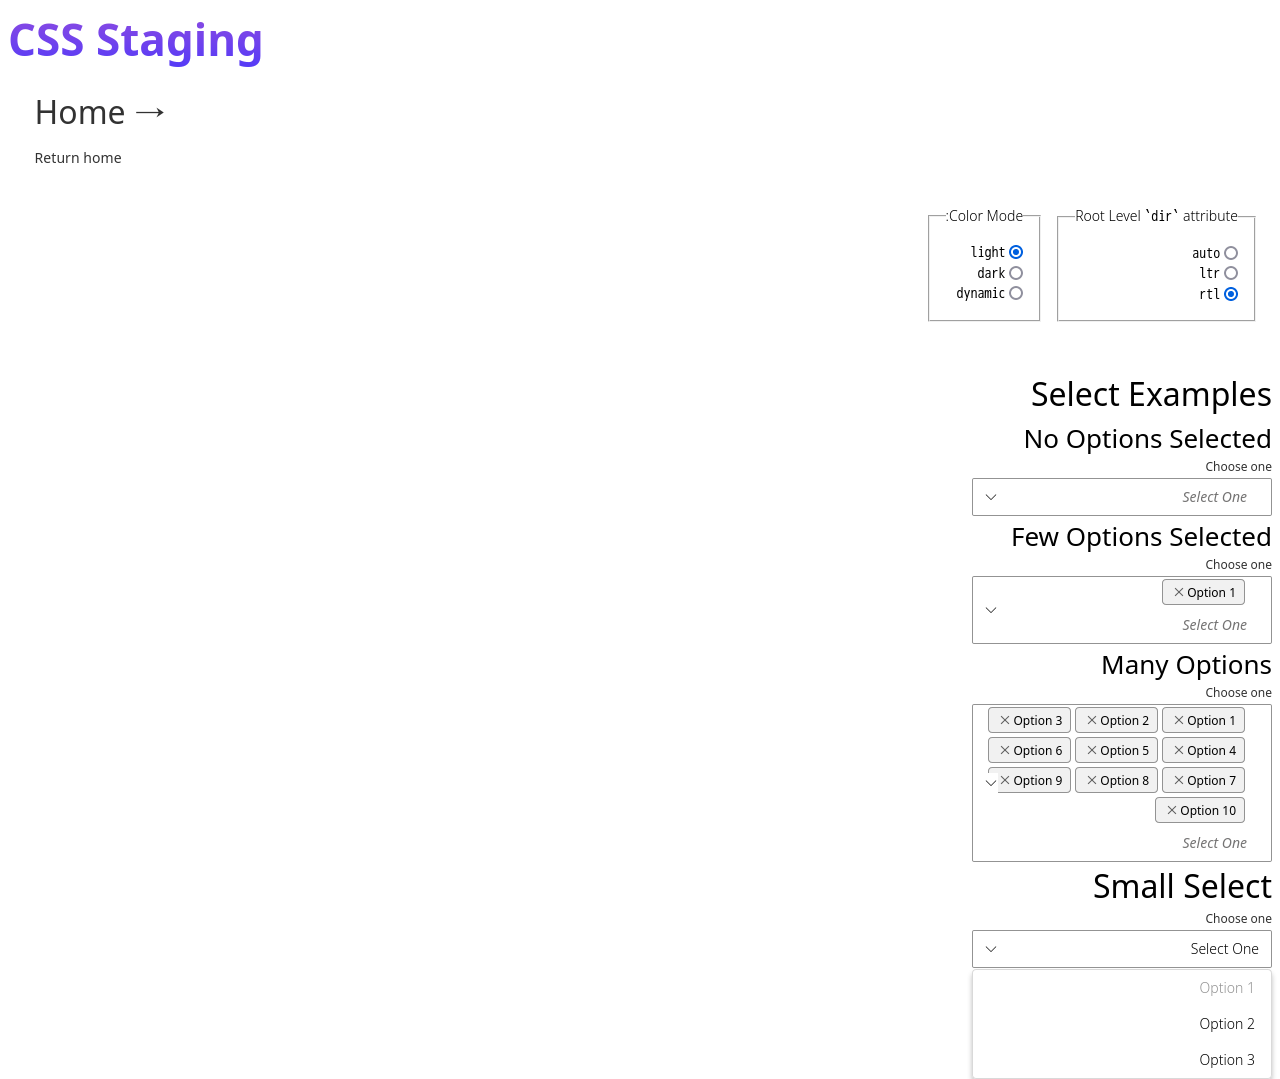 CSS Staging
Home →
Return home
:Color Mode
light
dark
dynamic
Root Level `dir` attribute
auto
ltr
rtl
Select Examples
No Options Selected
Choose one
Select One
Few Options Selected
Choose one
Option 1
Select One
Many Options
Choose one
Option 3 Option 2 Option 1
Option 6 Option 5 Option 4
Option 9 Option 8 Option 7
Option 10
Select One
Small Select
Choose one
Select One
Option 1
Option 2
Option 3